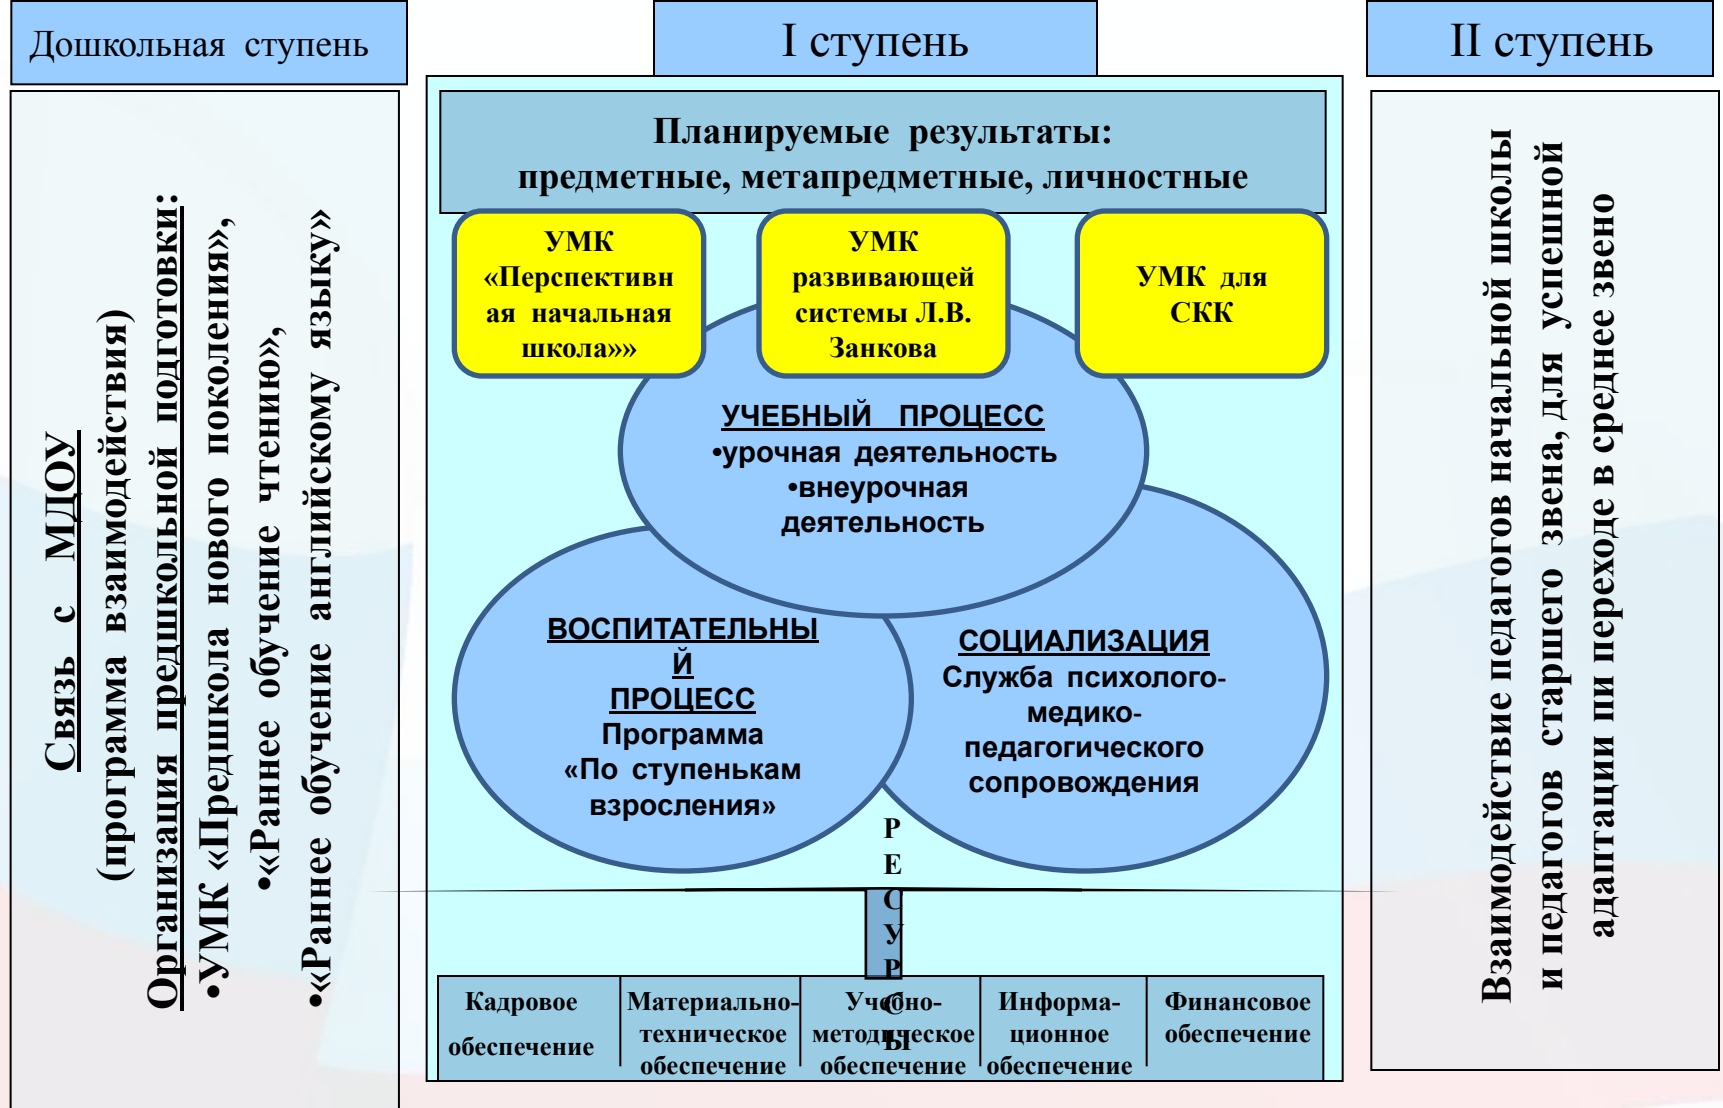 Дошкольная ступень
I ступень
II ступень
Связь с МДОУ
(программа взаимодействия)
Организация предшкольной подготовки:
•УМК «Предшкола нового поколения»,
•«Раннее обучение чтению»,
•«Раннее обучение английскому языку»
Планируемые результаты:
предметные, метапредметные, личностные
УМК
«Перспективн
ая начальная
школа»»
УМК
развивающей
системы Л.В.
Занкова
УМК для
СКК
УЧЕБНЫЙ ПРОЦЕСС
•урочная деятельность
•внеурочная
деятельность
ВОСПИТАТЕЛЬНЫ
Й
ПРОЦЕСС
Программа
«По ступенькам
взросления»
СОЦИАЛИЗАЦИЯ
Служба психолого-
медико-
педагогического
сопровождения
Р
Е
С
У
Р
С
Ы
Кадровое
обеспечение
Материально-
техническое
обеспечение
Учебно-
методическое
обеспечение
Информа-
ционное
обеспечение
Финансовое
обеспечение
Взаимодействие педагогов начальной школы
и педагогов старшего звена, для успешной
адаптации пи переходе в среднее звено